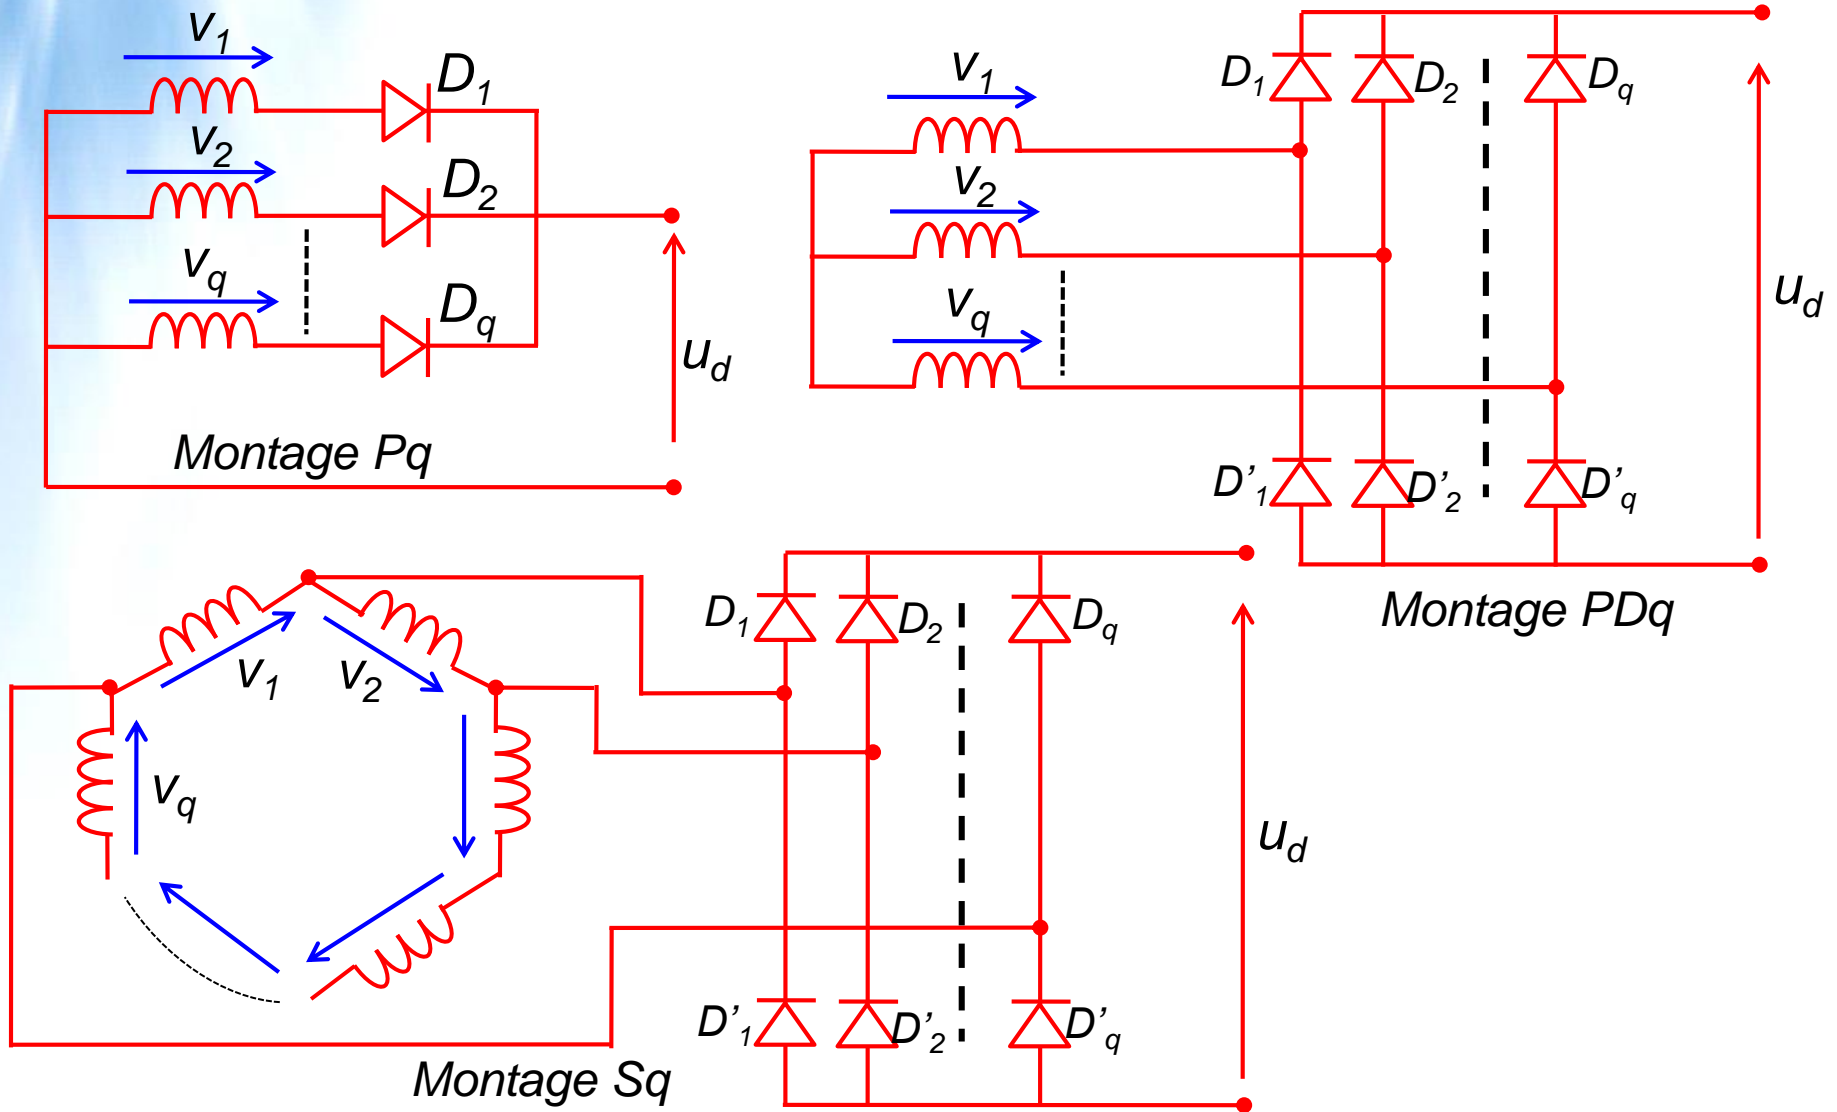 v1
D1
v2
D2
vq
Dq
ud
Montage Pq
v1
D1
D2
Dq
v2
vq
ud
D'1
D'2
D'q
Montage PDq
v1
v2
vq
D1
D2
Dq
ud
D'1
D'2
D'q
Montage Sq